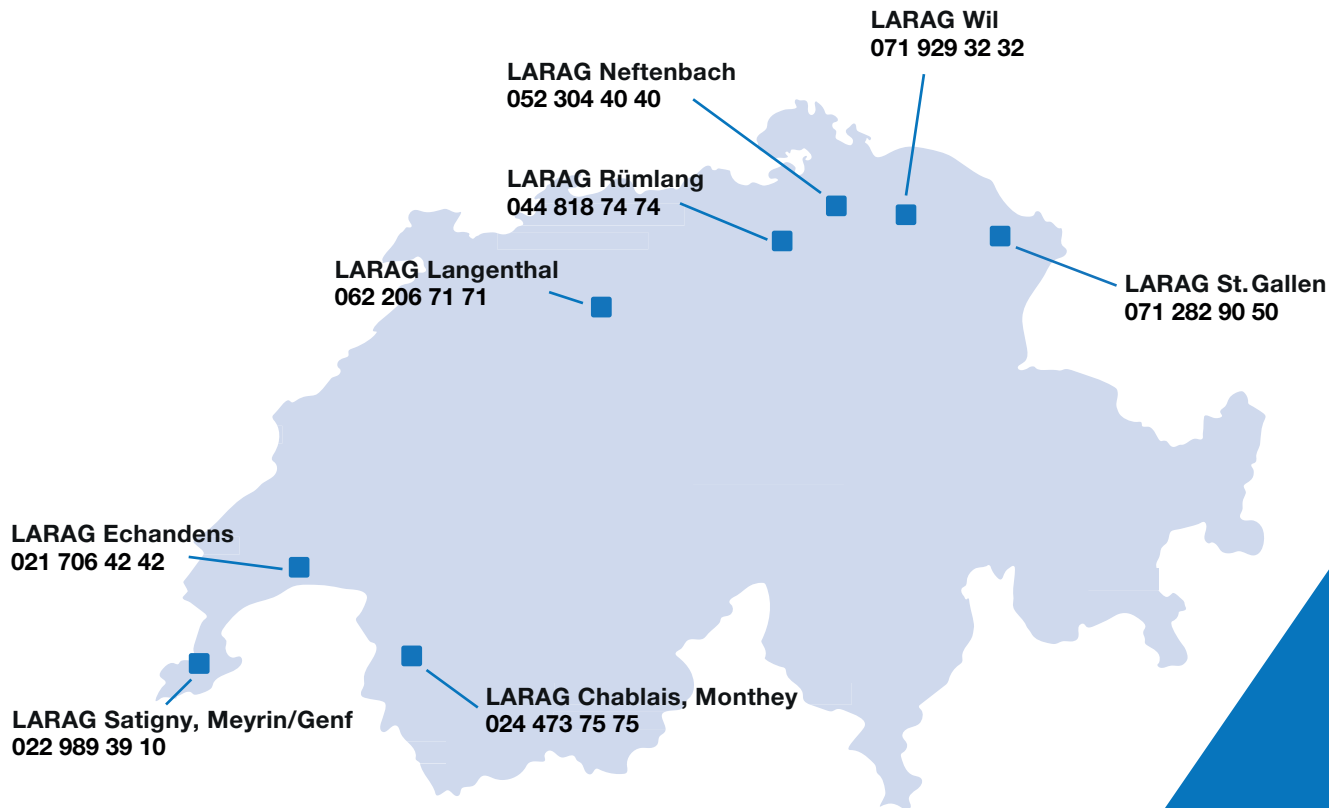 LARAG Wil
071 929 32 32
LARAG Neftenbach
052 304 40 40
LARAG Rümlang
044 818 74 74
LARAG Langenthal
062 206 71 71
LARAG St. Gallen
071 282 90 50
LARAG Echandens
021 706 42 42
LARAG Chablais, Monthey
024 473 75 75
LARAG Satigny, Meyrin/Genf
022 989 39 10